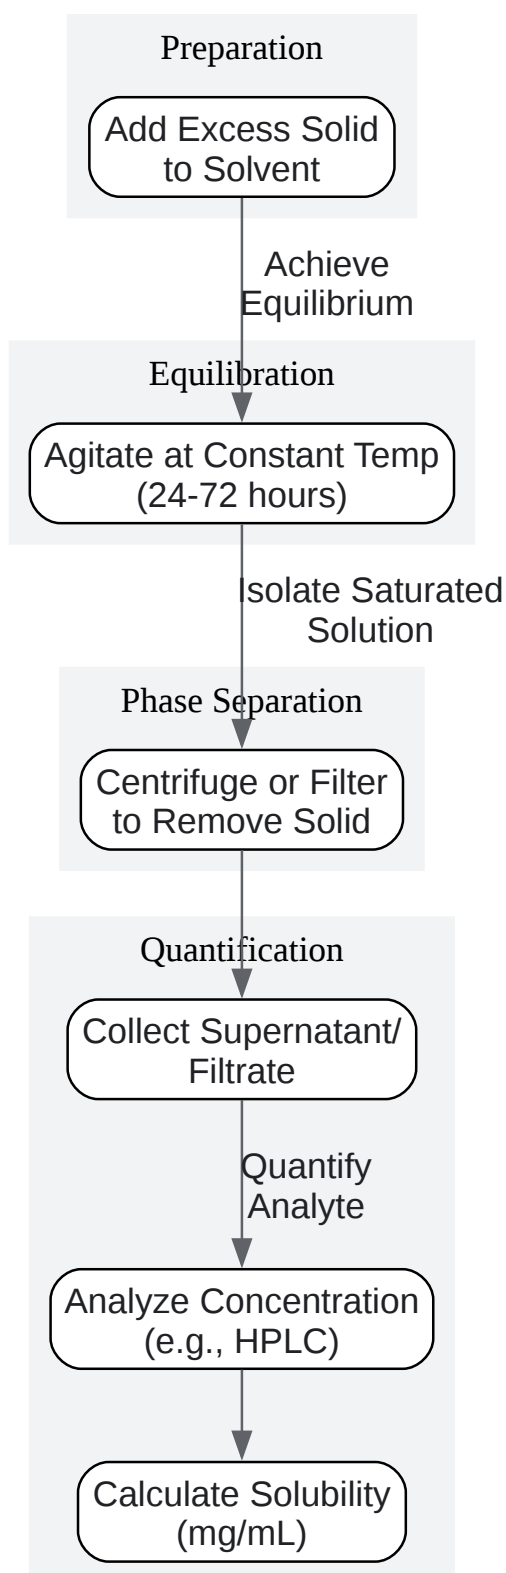 Preparation
Add Excess Solid
to Solvent
Achieve
Equilibrium
Equilibration
Agitate at Constant Temp
(24-72 hours)
Isolate Saturated
Solution
Phase Separation
Centrifuge or Filter
to Remove Solid
Quantification
Collect Supernatant/
Filtrate
Quantify
Analyte
Analyze Concentration
(e.g., HPLC)
Calculate Solubility
(mg/mL)